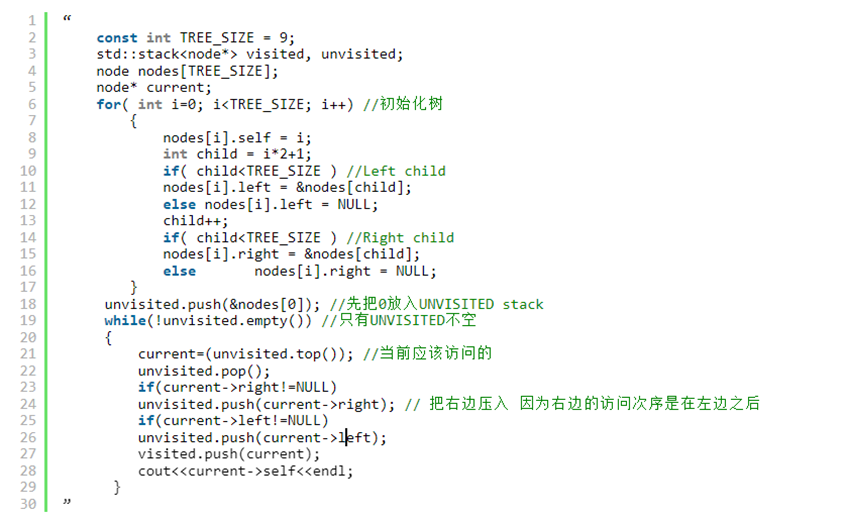 1 “
2 const int TREE_SIZE = 9;
3 std::stack<node*> visited, unvisited;
4 node nodes[TREE_SIZE];
5 node* current;
6 for( int i=0; i<TREE_SIZE; i++) //初始化树
7 {
8 nodes[i].self = i;
9 int child = i*2+1;
10 if( child<TREE_SIZE ) //Left child
11 nodes[i].left = &nodes[child];
12 else nodes[i].left = NULL;
13 child++;
14 if( child<TREE_SIZE ) //Right child
15 nodes[i].right = &nodes[child];
16 else nodes[i].right = NULL;
17 }
18 unvisited.push(&nodes[0]); //先把0放入UNVISITED stack
19 while(!unvisited.empty()) //只有UNVISITED不空
20 {
21 current=(unvisited.top()); //当前应该访问的
22 unvisited.pop();
23 if(current->right!=NULL)
24 unvisited.push(current->right); // 把右边压入 因为右边的访问次序是在左边之后
25 if(current->left!=NULL)
26 unvisited.push(current->left);
27 visited.push(current);
28 cout<<current->self<<endl;
29 }
30 ”